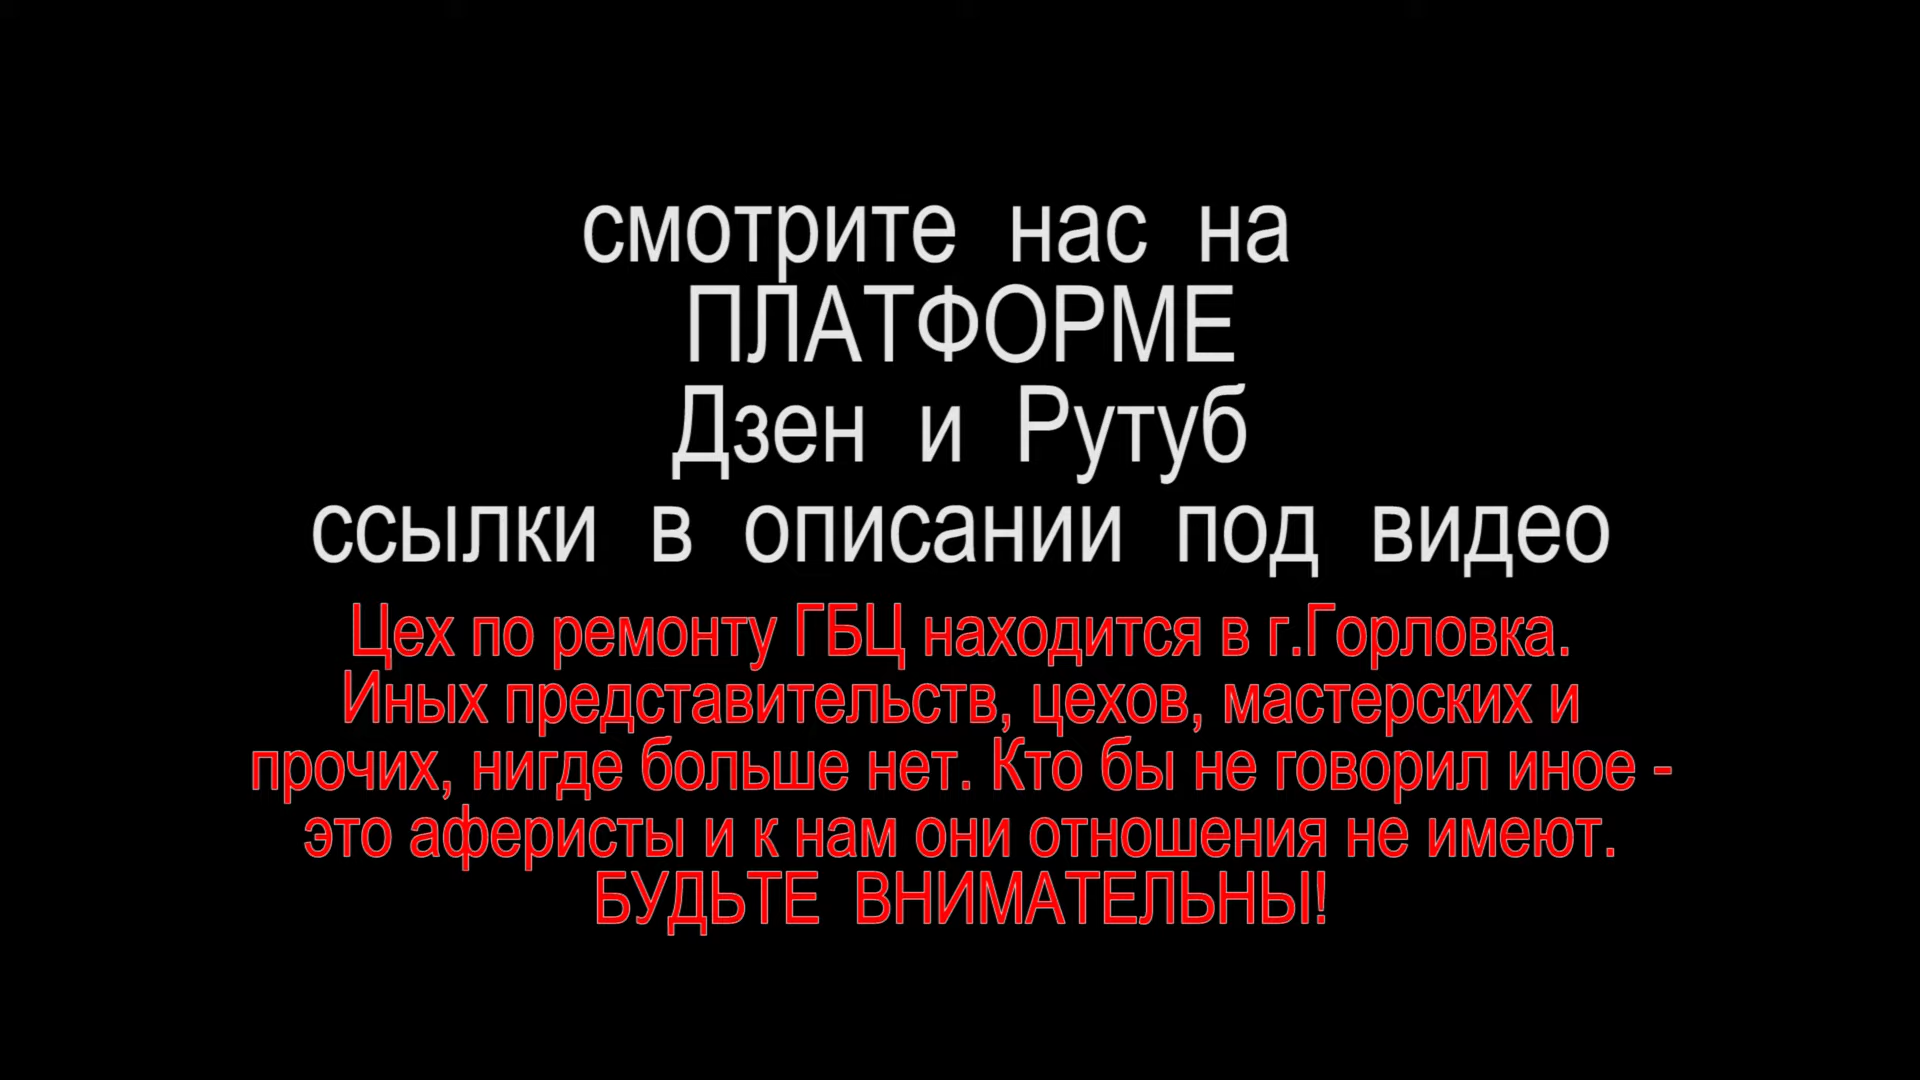 смотрите нас на
ПЛАТФОРМЕ
Дзен и Рутуб
ссылки в описании под видео
Цех по ремонту ГБЦ находится в г.Горловка.
Иных представительств, цехов, мастерских и
прочих, нигде больше нет. Кто бы не говорил иное -
это аферисты и к нам они отношения не имеют.
БУДЬТЕ ВНИМАТЕЛЬНЫ!